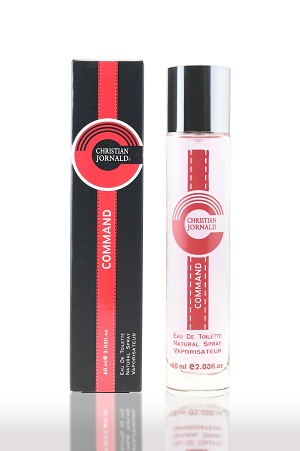 CHRISTIAN
JORNALD®
COMMAND
EAU DE TOILETTE
NATURAL SPRAY
VAPORISATEUR
60 ml e 2.03fl.oz
CHRISTIAN
JORNALD
COMMAND
EAU DE TOILETTE
NATURAL SPRAY
VAPORISATEUR
60 ml e 2.03fl.oz.